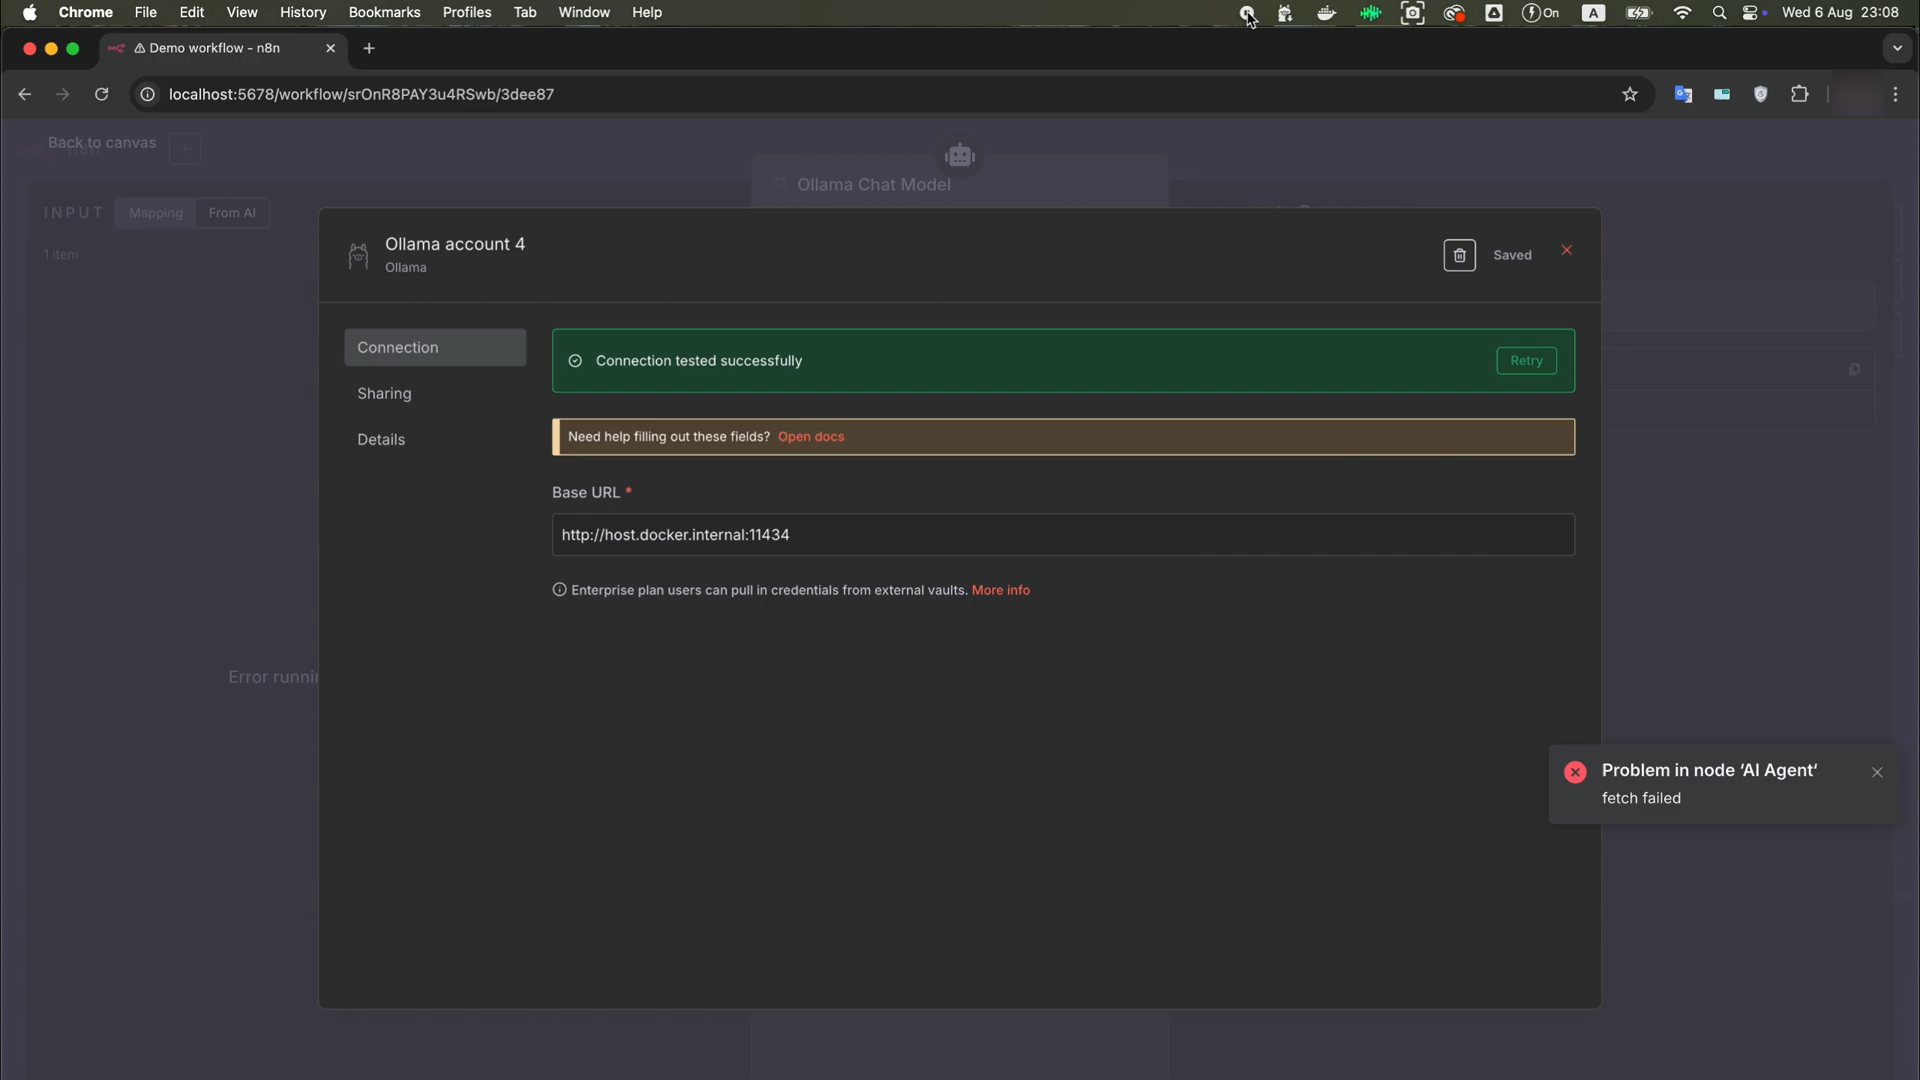 Chrome File Edit View History Bookmarks Profiles Tab Window Help On A Wed 6 Aug 23:08
Demo workflow - n8n
localhost:5678/workflow/srOnR8PAY3u4RSwb/3dee87
Back to canvas
Ollama Chat Model
INPUT Mapping From AI
1 item
Ollama account 4
Ollama
Saved
Connection
Sharing
Details
Connection tested successfully
Retry
Need help filling out these fields? Open docs
Base URL *
http://host.docker.internal:11434
Enterprise plan users can pull in credentials from external vaults. More info
Error runni
Problem in node ‘AI Agent‘
fetch failed